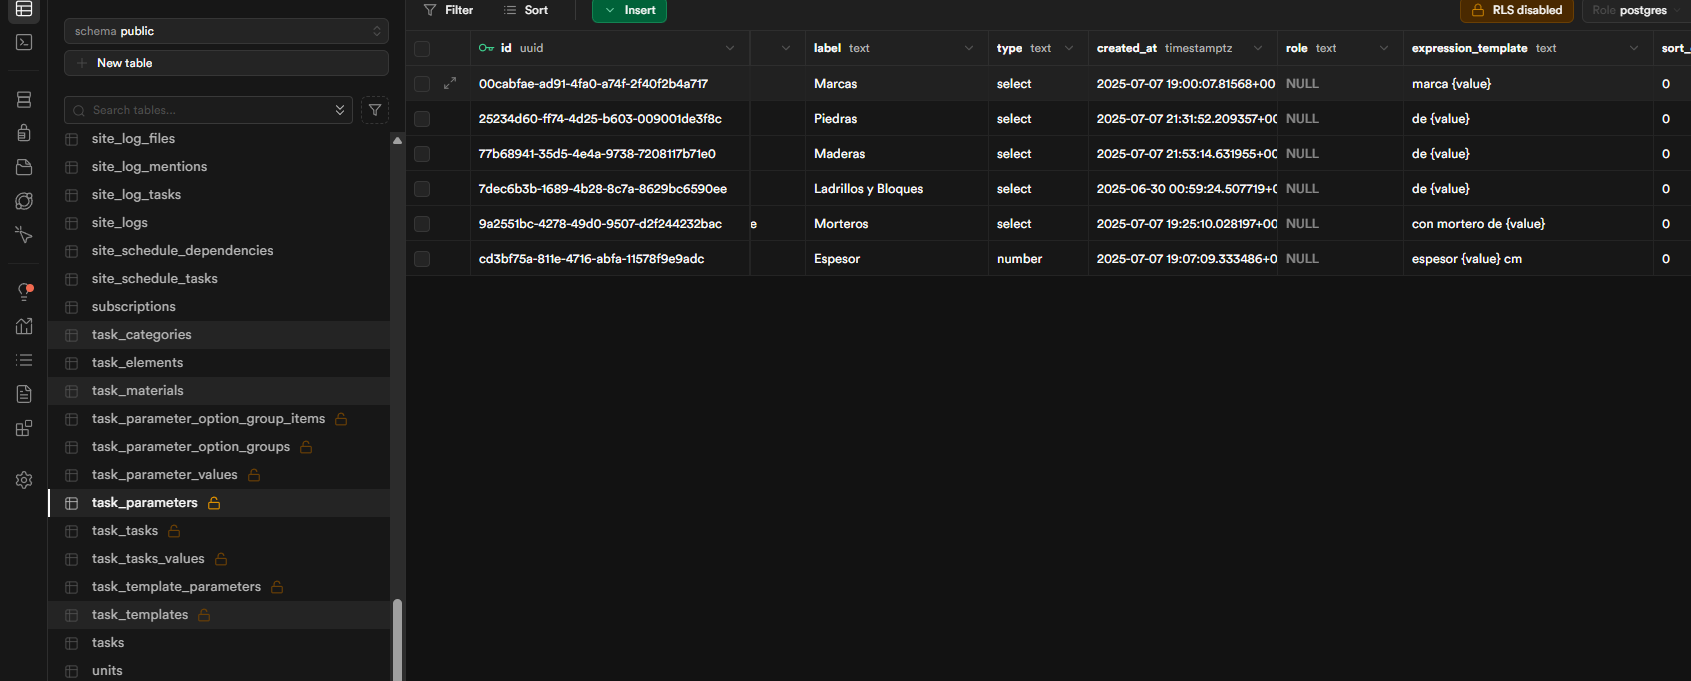 schema public
New table
Search tables...
site_log_files
site_log_mentions
site_log_tasks
site_logs
site_schedule_dependencies
site_schedule_tasks
subscriptions
task_categories
task_elements
task_materials
task_parameter_option_group_items
task_parameter_option_groups
task_parameter_values
task_parameters
task_tasks
task_tasks_values
task_template_parameters
task_templates
tasks
units
Filter Sort Insert RLS disabled Role postgres
id uuid label text type text created_at timestamptz role text expression_template text sort_
00cabfae-ad91-4fa0-a74f-2f40f2b4a717 Marcas select 2025-07-07 19:00:07.81568+00 NULL marca {value} 0
25234d60-ff74-4d25-b603-009001de3f8c Piedras select 2025-07-07 21:31:52.209357+00 NULL de {value} 0
77b68941-35d5-4e4a-9738-7208117b71e0 Maderas select 2025-07-07 21:53:14.631955+00 NULL de {value} 0
7dec6b3b-1689-4b28-8c7a-8629bc6590ee Ladrillos y Bloques select 2025-06-30 00:59:24.507719+0 NULL de {value} 0
9a2551bc-4278-49d0-9507-d2f244232bac e Morteros select 2025-07-07 19:25:10.028197+00 NULL con mortero de {value} 0
cd3bf75a-811e-4716-abfa-11578f9e9adc Espesor number 2025-07-07 19:07:09.333486+0 NULL espesor {value} cm 0